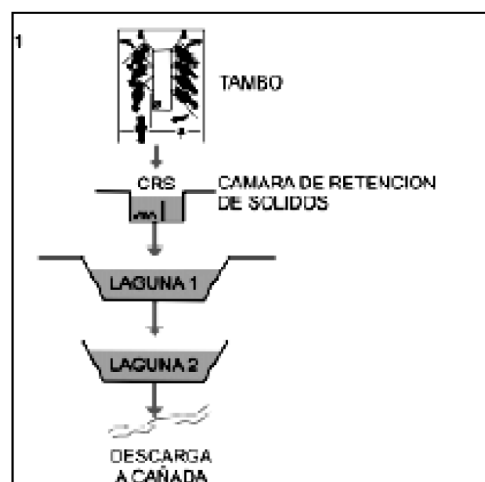 1
TAMBO
CRS
CAMARA DE RETENCION
DE SOLIDOS
LAGUNA 1
LAGUNA 2
DESCARGA
A CAÑADA